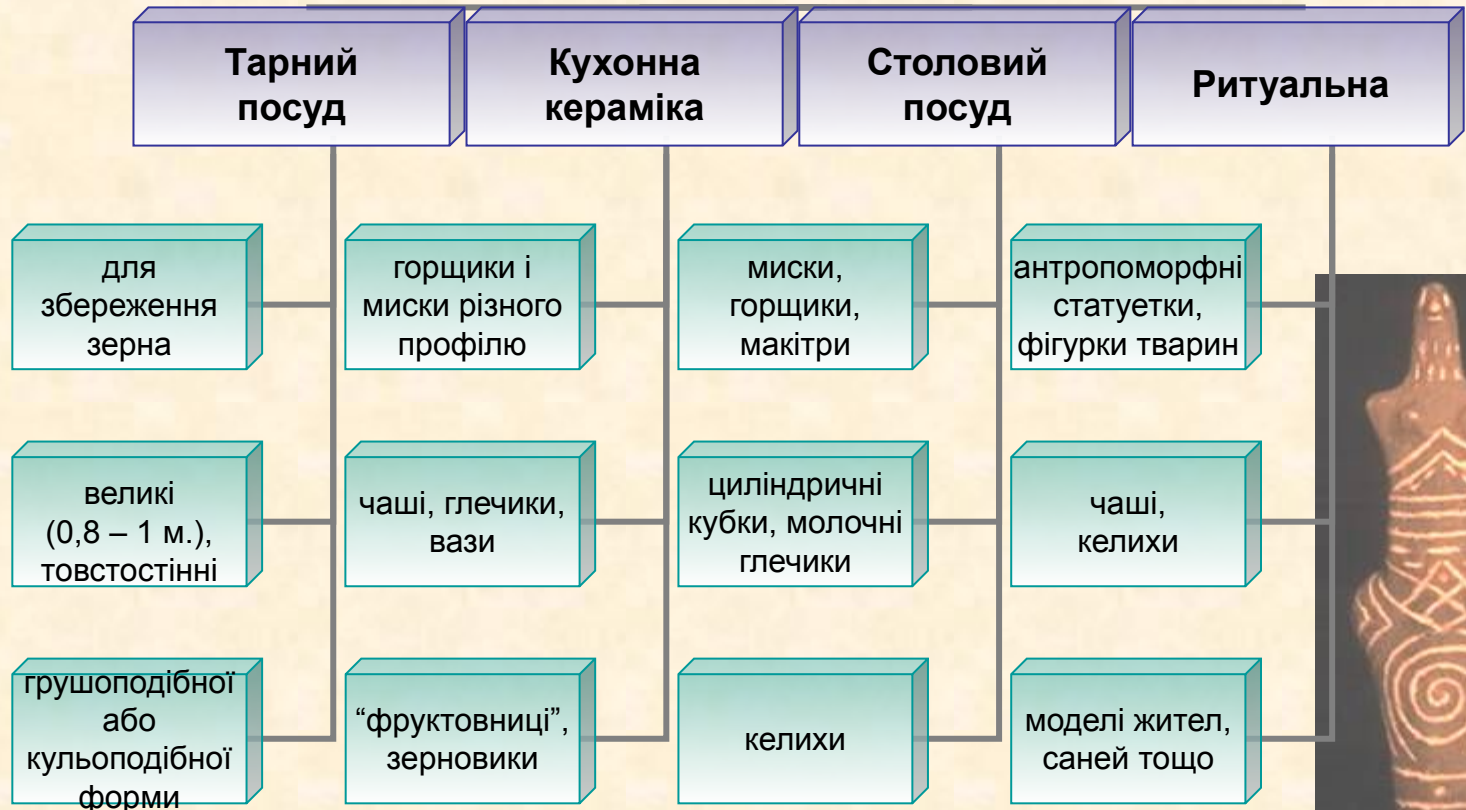 Тарний
посуд
Кухонна
кераміка
Столовий
посуд
Ритуальна
для
збереження
зерна
горщики і
миски різного
профілю
миски,
горщики,
макітри
антропоморфні
статуетки,
фігурки тварин
великі
(0,8 – 1 м.),
товстостінні
чаші, глечики,
вази
циліндричні
кубки, молочні
глечики
чаші,
келихи
грушоподібної
або
кульоподібної
форми
“фруктовниці”,
зерновики
келихи
моделі жител,
саней тощо